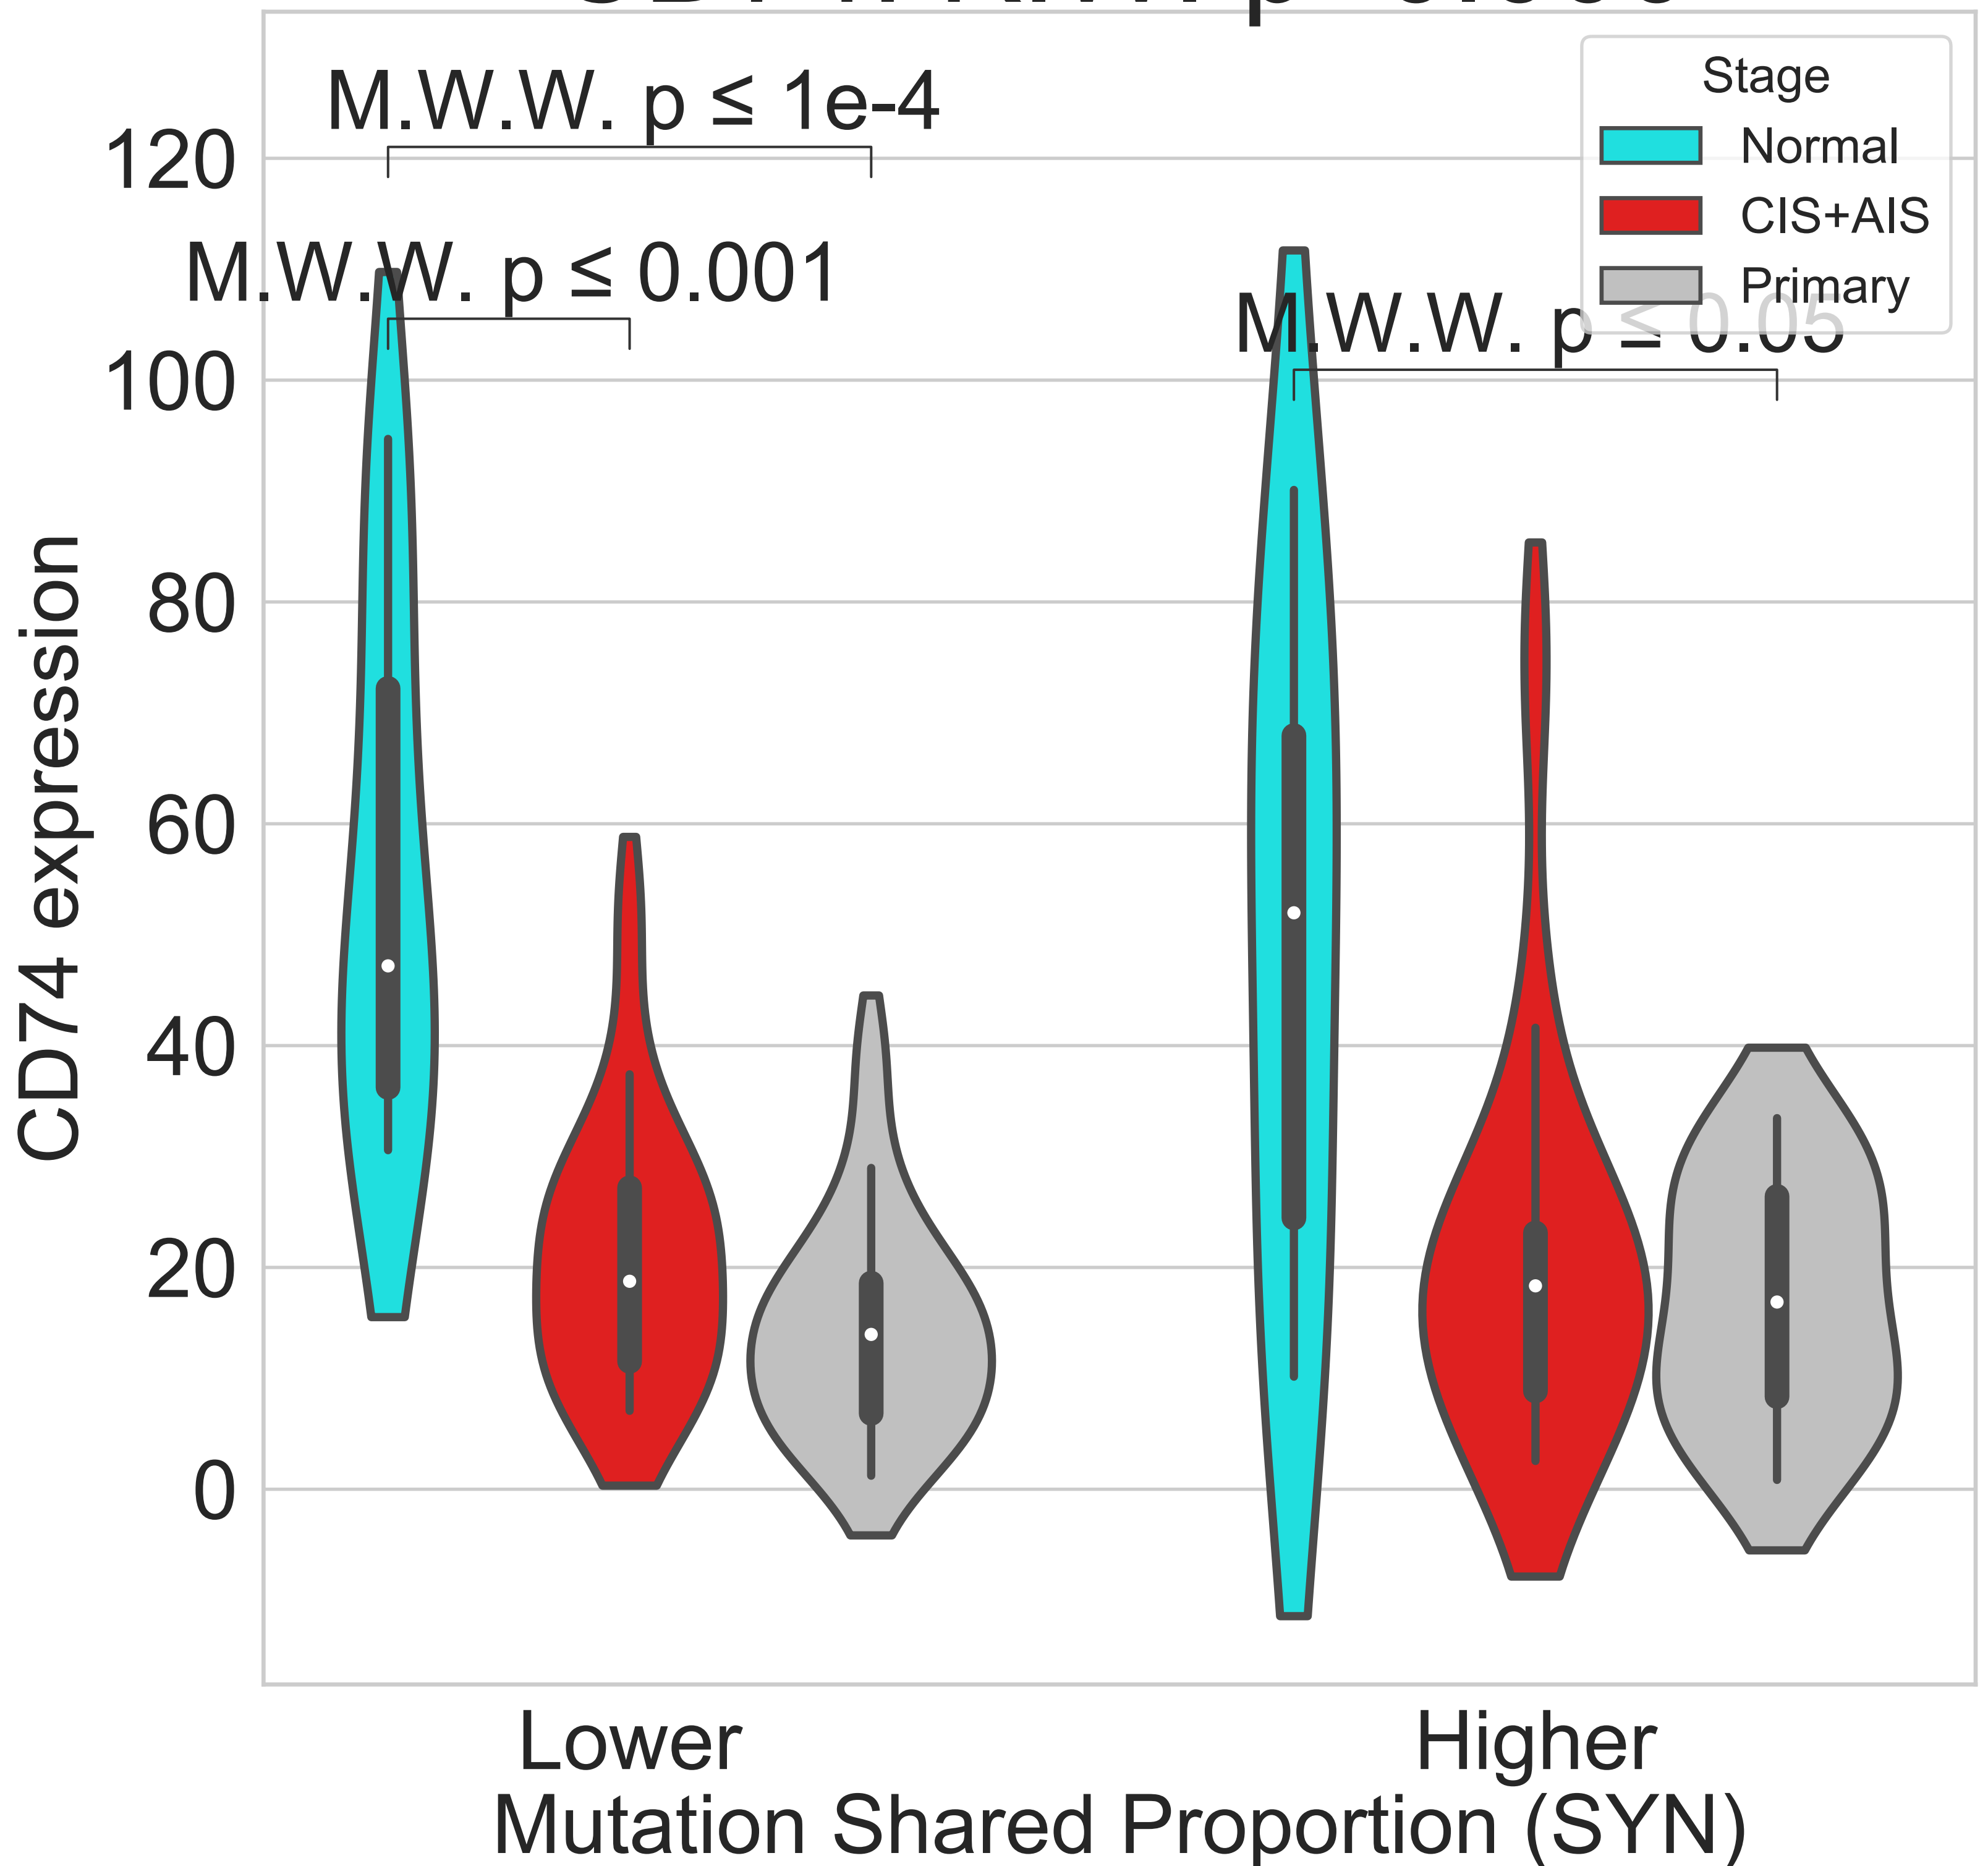 M.W.W. p ≤ 1e-4
M.W.W. p ≤ 0.001
M.W.W. p ≤ 0.05
Stage
Normal
CIS+AIS
Primary
120
100
80
60
40
20
0
CD74 expression
Lower
Higher
Mutation Shared Proportion (SYN)